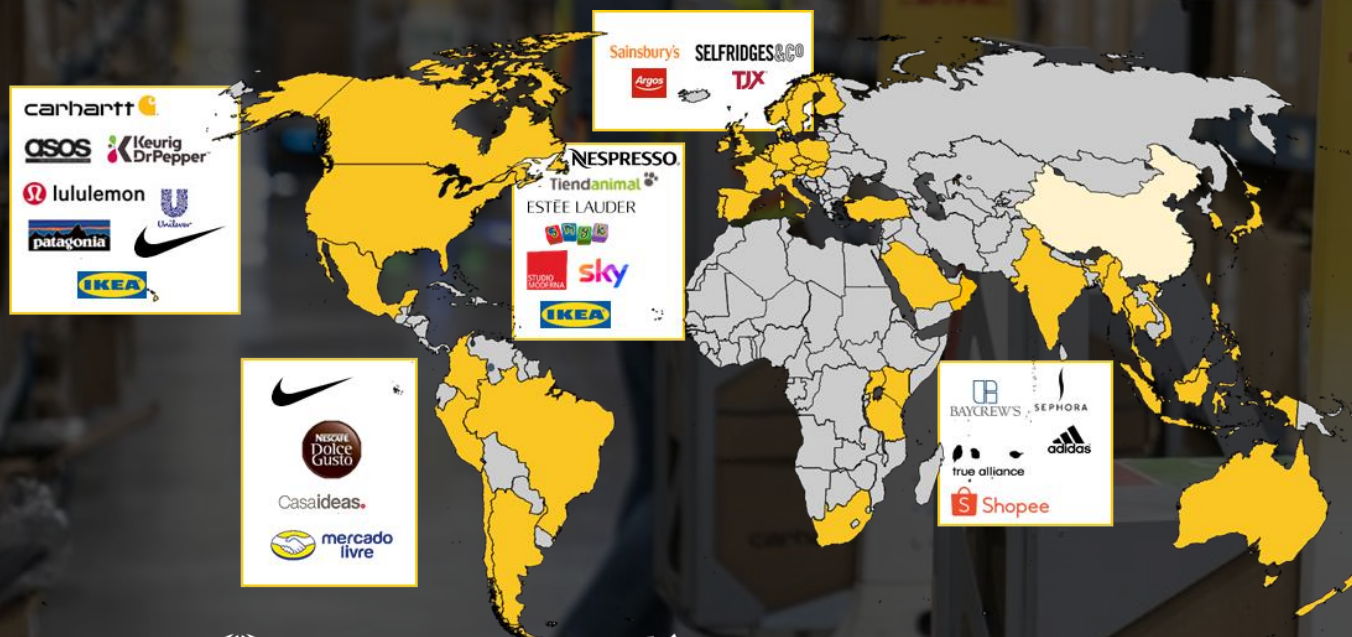 Sainsbury's SELFRIDGES&CO
Argos TJX
carhartt
asos Keurig
DrPepper
lululemon Unilever
patagonia
IKEA
NESPRESSO.
Tiendanimal
ESTĒE LAUDER
smyk
STUDIO
MODERNA
sky
IKEA
NESCAFÉ
Dolce
Gusto
Casaideas.
mercado
livre
BAYCREW'S SEPHORA
adidas
true alliance
S Shopee